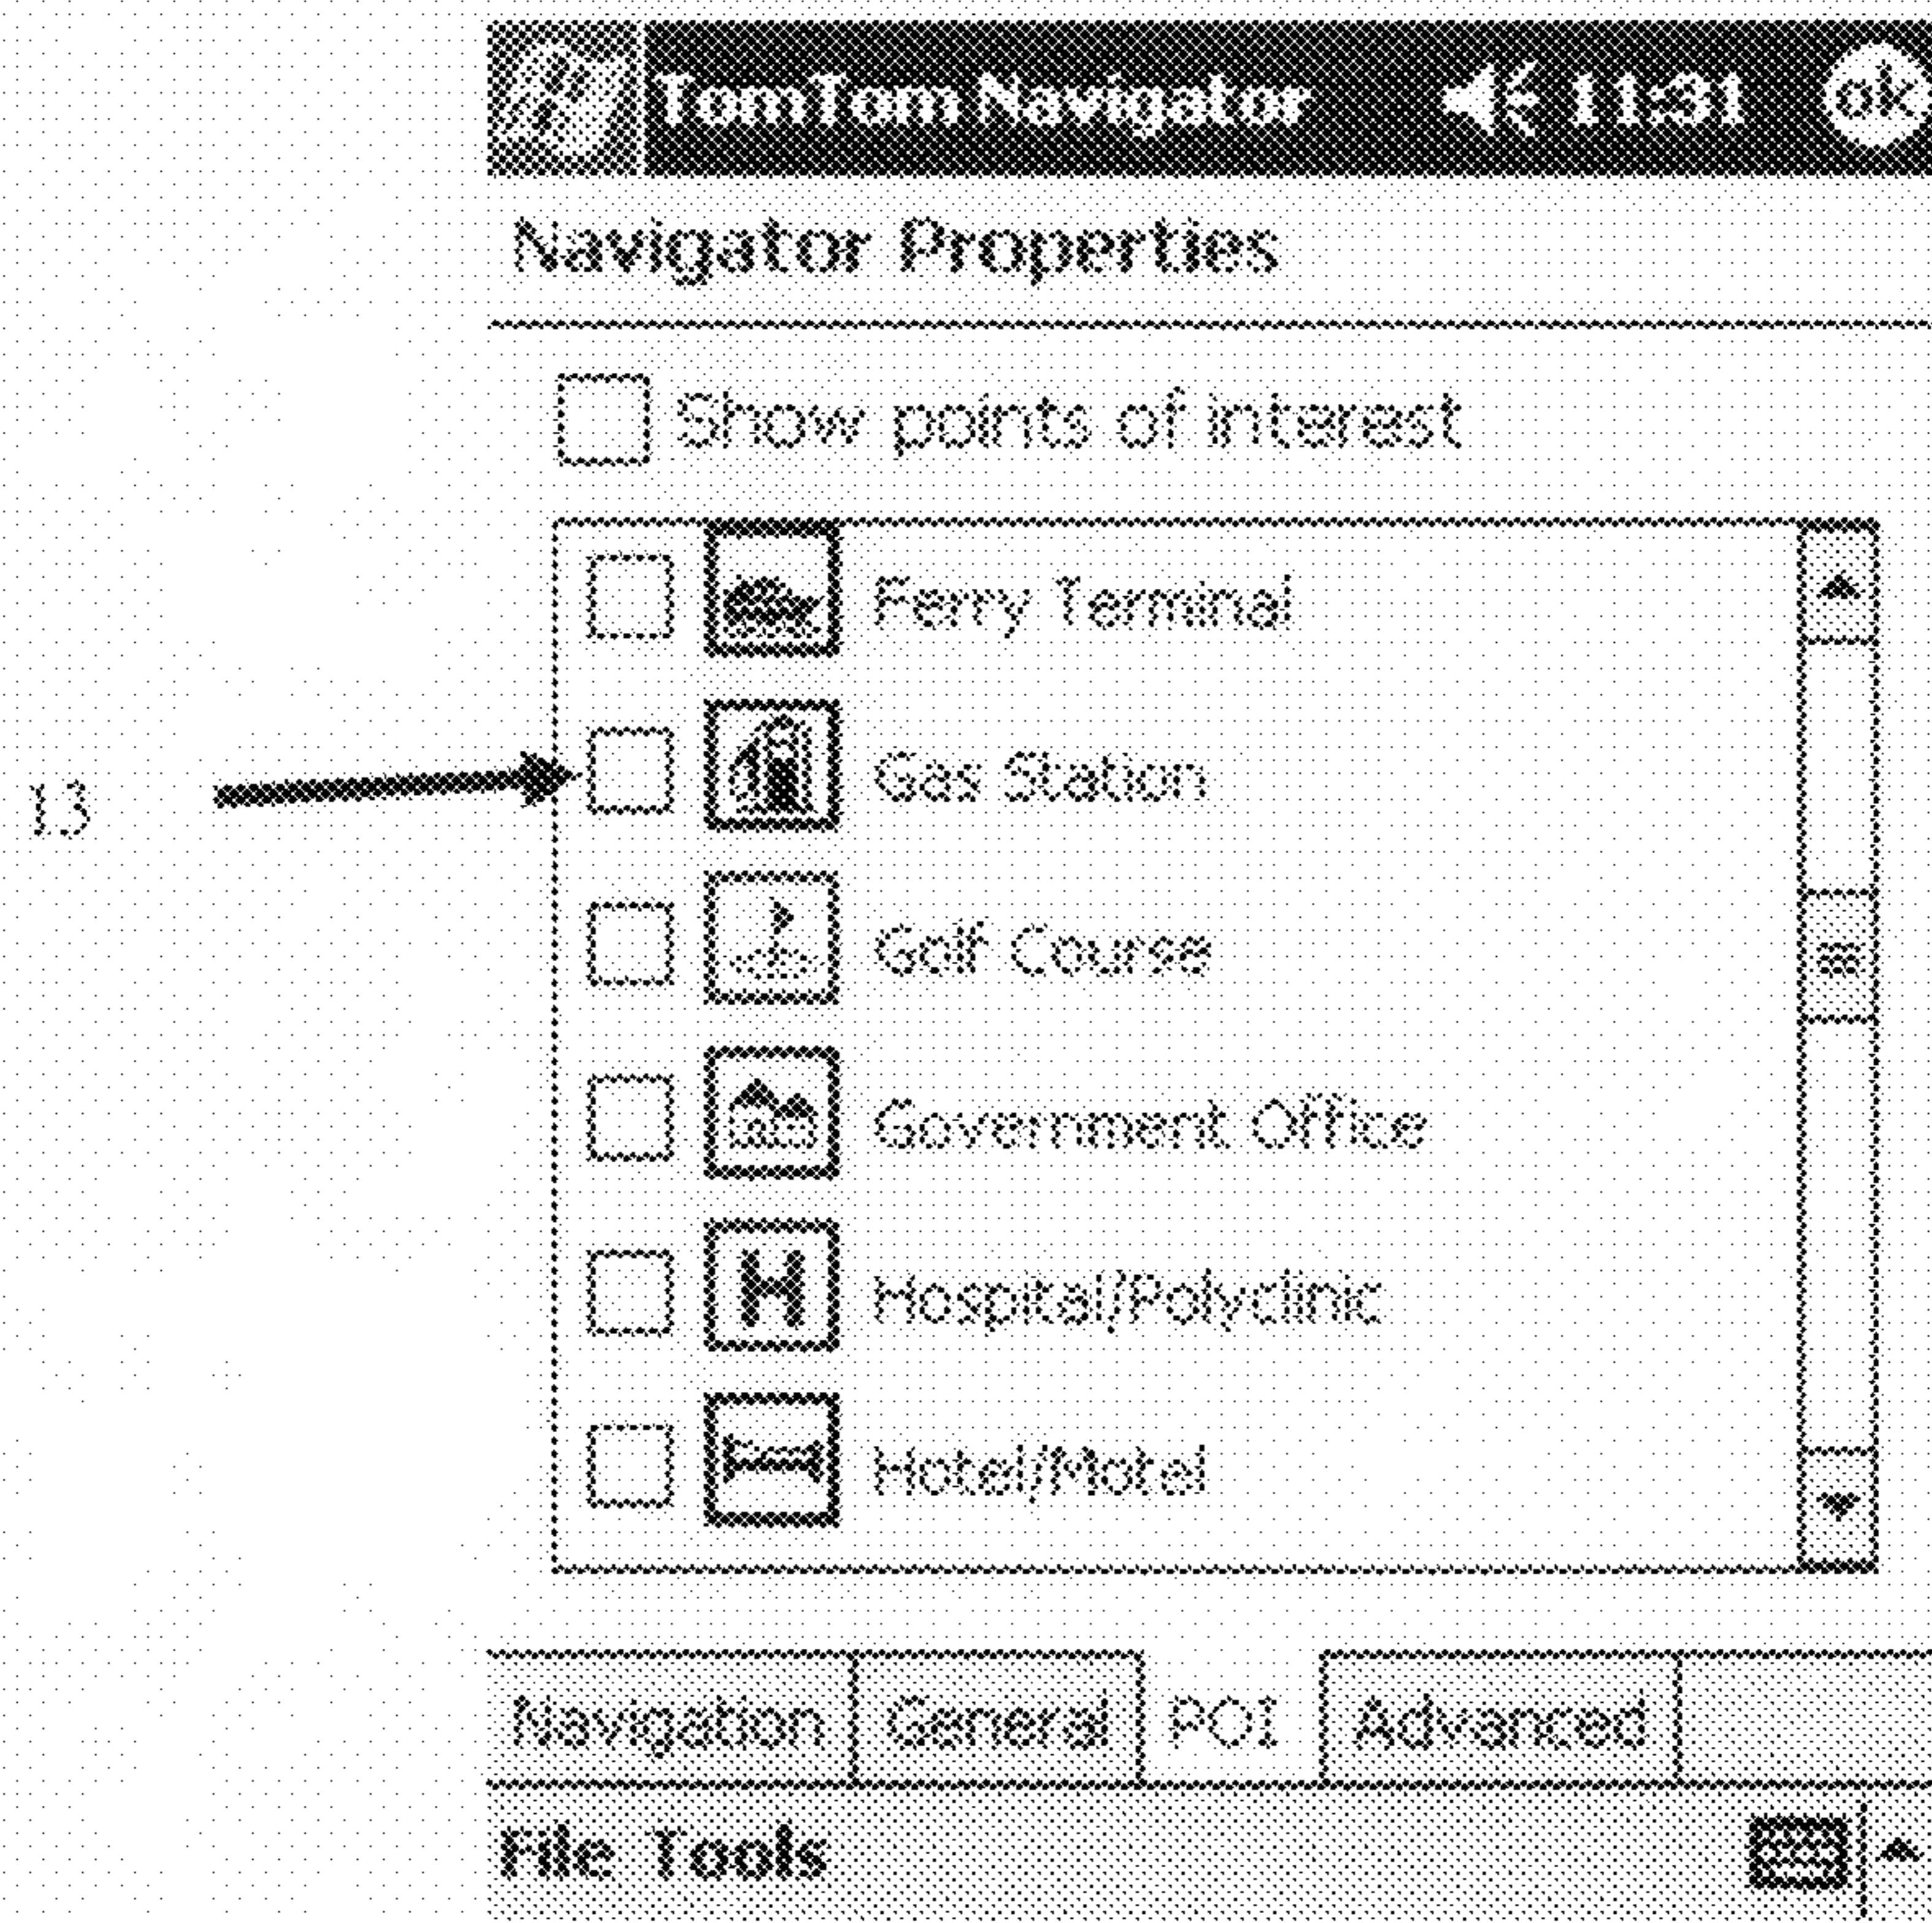 TomTom Navigator 11:31 ok
Navigator Properties
Show points of interest
Ferry Terminal
13 Gas Station
Golf Course
Government Office
H Hospital/Polyclinic
Hotel/Motel
Navigation General POI Advanced
File Tools